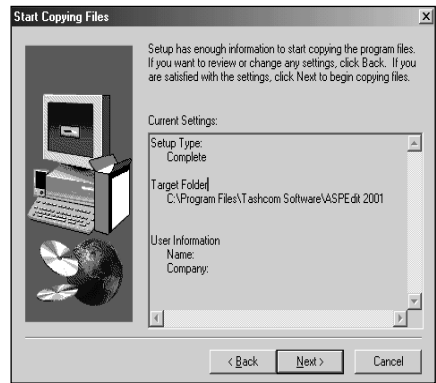 Start Copying Files
Setup has enough information to start copying the program files.
If you want to review or change any settings, click Back. If you
are satisfied with the settings, click Next to begin copying files.
Current Settings:
Setup Type:
Complete
Target Folder
C:\Program Files\Tashcom Software\ASPEdit 2001
User Information
Name:
Company:
< Back
Next >
Cancel